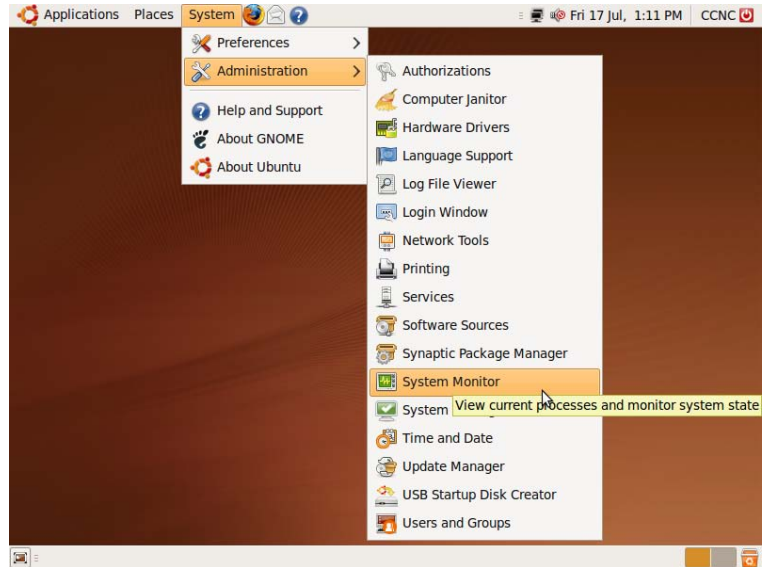 Applications Places System Fri 17 Jul, 1:11 PM CCNC
Preferences
Administration
Help and Support
About GNOME
About Ubuntu
Authorizations
Computer Janitor
Hardware Drivers
Language Support
Log File Viewer
Login Window
Network Tools
Printing
Services
Software Sources
Synaptic Package Manager
System Monitor
View current processes and monitor system state
System
Time and Date
Update Manager
USB Startup Disk Creator
Users and Groups